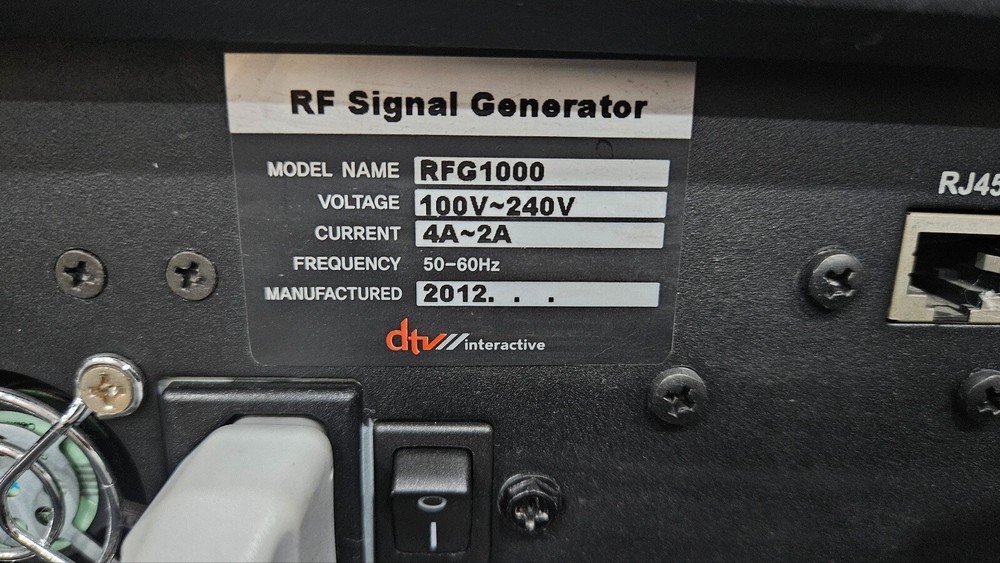 RF Signal Generator
MODEL NAME RFG1000
VOLTAGE 100V~240V
CURRENT 4A~2A
FREQUENCY 50-60Hz
MANUFACTURED 2012. . .
dtv// interactive
RJ45